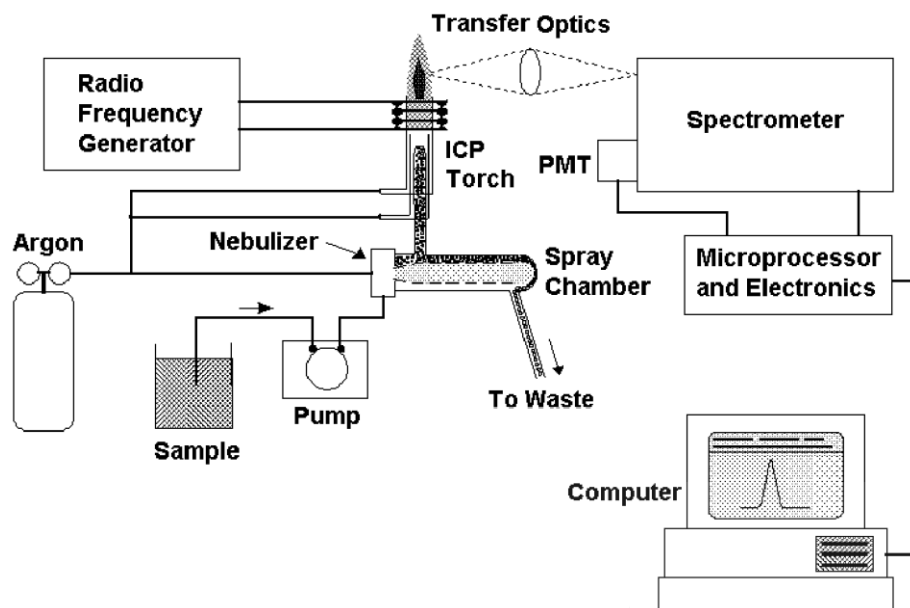 Transfer Optics
Radio
Frequency
Generator
ICP
Torch
Spectrometer
PMT
Argon
Nebulizer
Spray
Chamber
Microprocessor
and Electronics
Sample
Pump
To Waste
Computer